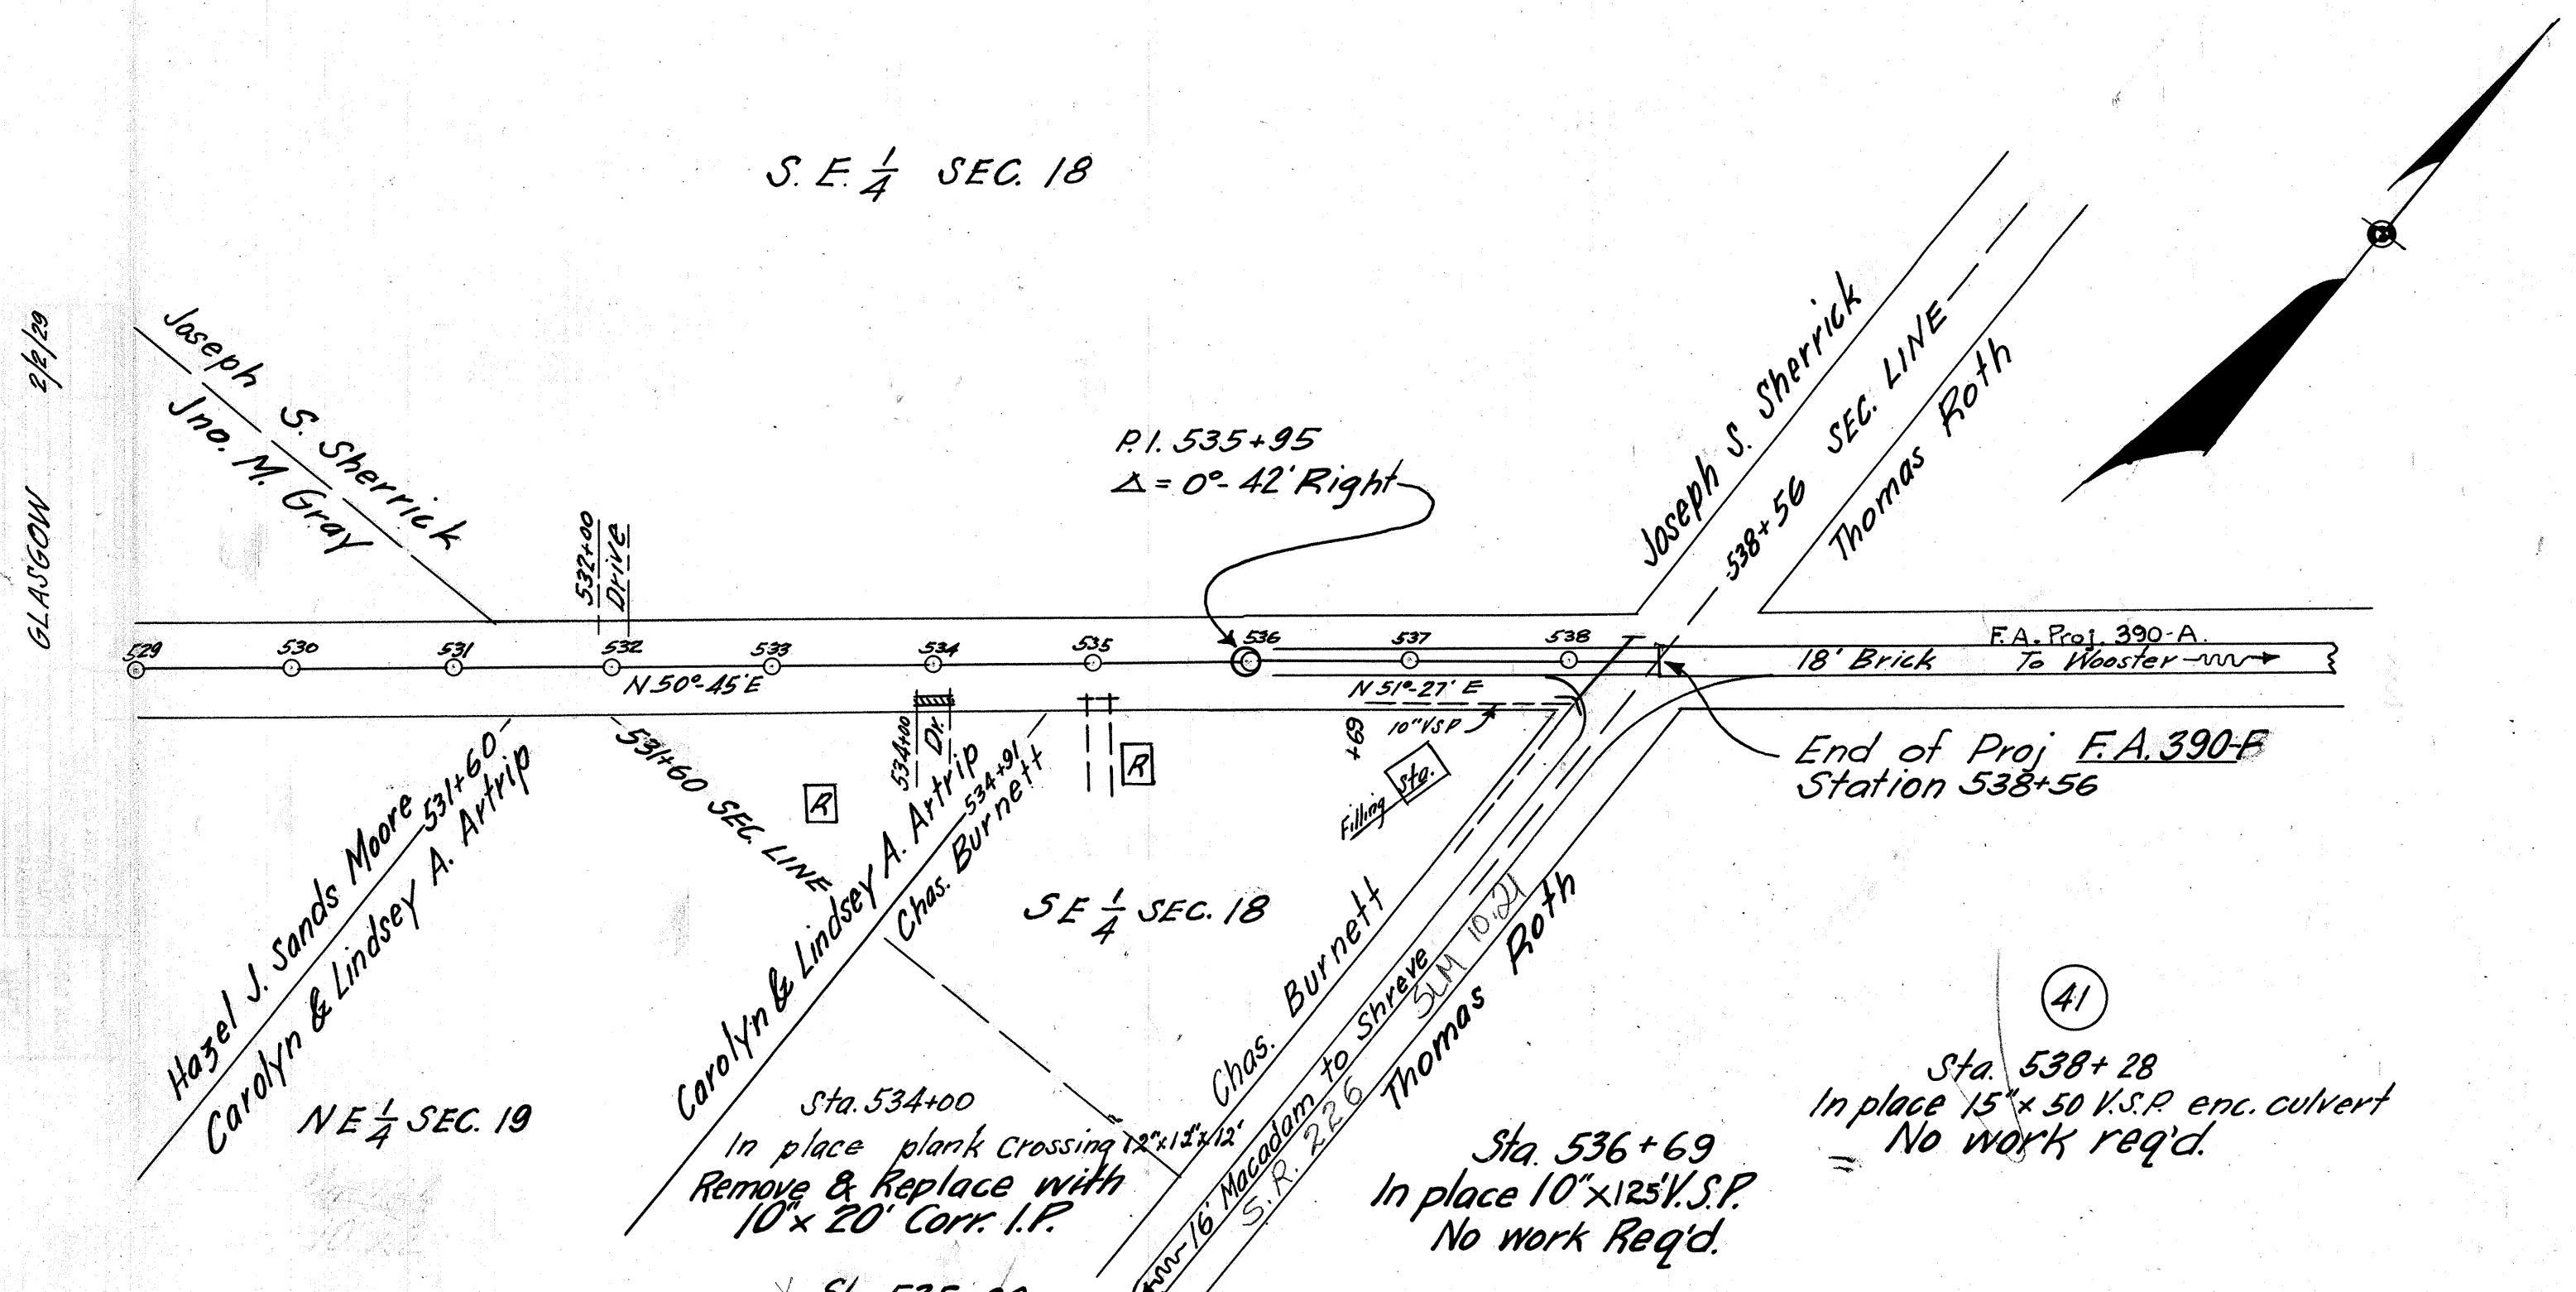 S. E. 1/4 SEC. 18
GLASGOW 2/2/29
Joseph S. Sherrick
Jno. M. Gray
532+00
Drive
P.I. 535+95
Δ = 0°- 42' Right
Joseph S. Sherrick
538+56 SEC. LINE
Thomas Roth
529 530 531 532 533 534 535 536 537 538
N 50°-45'E
N 51°-27' E
F.A. Proj. 390-A.
18' Brick To Wooster
10" V.S.P
+69
Filling Sta.
End of Proj F.A. 390-F
Station 538+56
534+00
Dr.
R
R
531+60 SEC. LINE
Hazel J. Sands Moore 531+60
Carolyn & Lindsey A. Artrip
Carolyn & Lindsey A. Artrip
534+91
Chas. Burnett
S E 1/4 SEC. 18
N E 1/4 SEC. 19
Chas. Burnett
16' Macadam to Shreve
S.R. 226 SLM 10.21
Thomas Roth
Sta. 534+00
In place plank crossing 12"x12"x12'
Remove & Replace with
10"x 20' Corr. I.P.
Sta. 536+69
In place 10"x125' V.S.P.
No work Req'd.
41
Sta. 538+28
In place 15"x 50 V.S.P. enc. culvert
No work req'd.